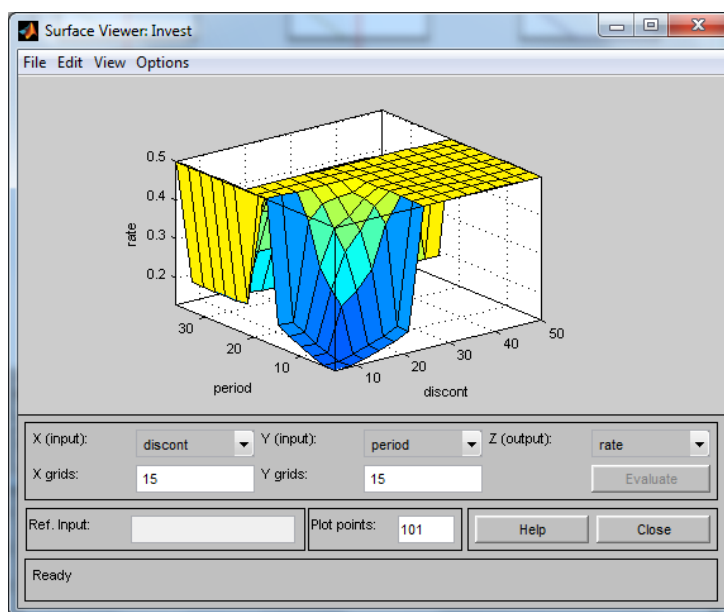 Surface Viewer: Invest
File Edit View Options
0.5
0.4
0.3
0.2
rate
30
20
10
period
10
20
30
40
50
discont
X (input): discont Y (input): period Z (output): rate
X grids: 15 Y grids: 15 Evaluate
Ref. Input: Plot points: 101 Help Close
Ready